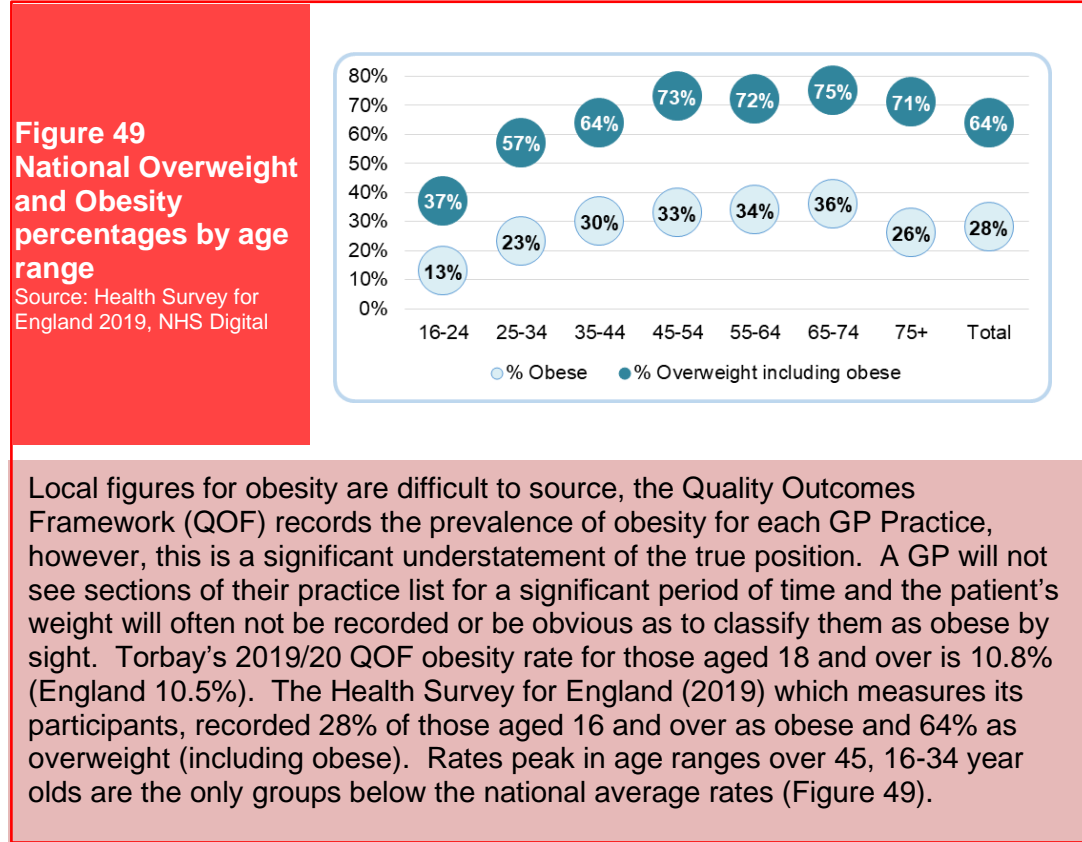 Figure 49
National Overweight
and Obesity
percentages by age
range
Source: Health Survey for
England 2019, NHS Digital
80%
70%
60%
50%
40%
30%
20%
10%
0%
37%
57%
64%
73%
72%
75%
71%
64%
13%
23%
30%
33%
34%
36%
26%
28%
16-24 25-34 35-44 45-54 55-64 65-74 75+ Total
% Obese % Overweight including obese
Local figures for obesity are difficult to source, the Quality Outcomes
Framework (QOF) records the prevalence of obesity for each GP Practice,
however, this is a significant understatement of the true position.  A GP will not
see sections of their practice list for a significant period of time and the patient’s
weight will often not be recorded or be obvious as to classify them as obese by
sight.  Torbay’s 2019/20 QOF obesity rate for those aged 18 and over is 10.8%
(England 10.5%).  The Health Survey for England (2019) which measures its
participants, recorded 28% of those aged 16 and over as obese and 64% as
overweight (including obese).  Rates peak in age ranges over 45, 16-34 year
olds are the only groups below the national average rates (Figure 49).